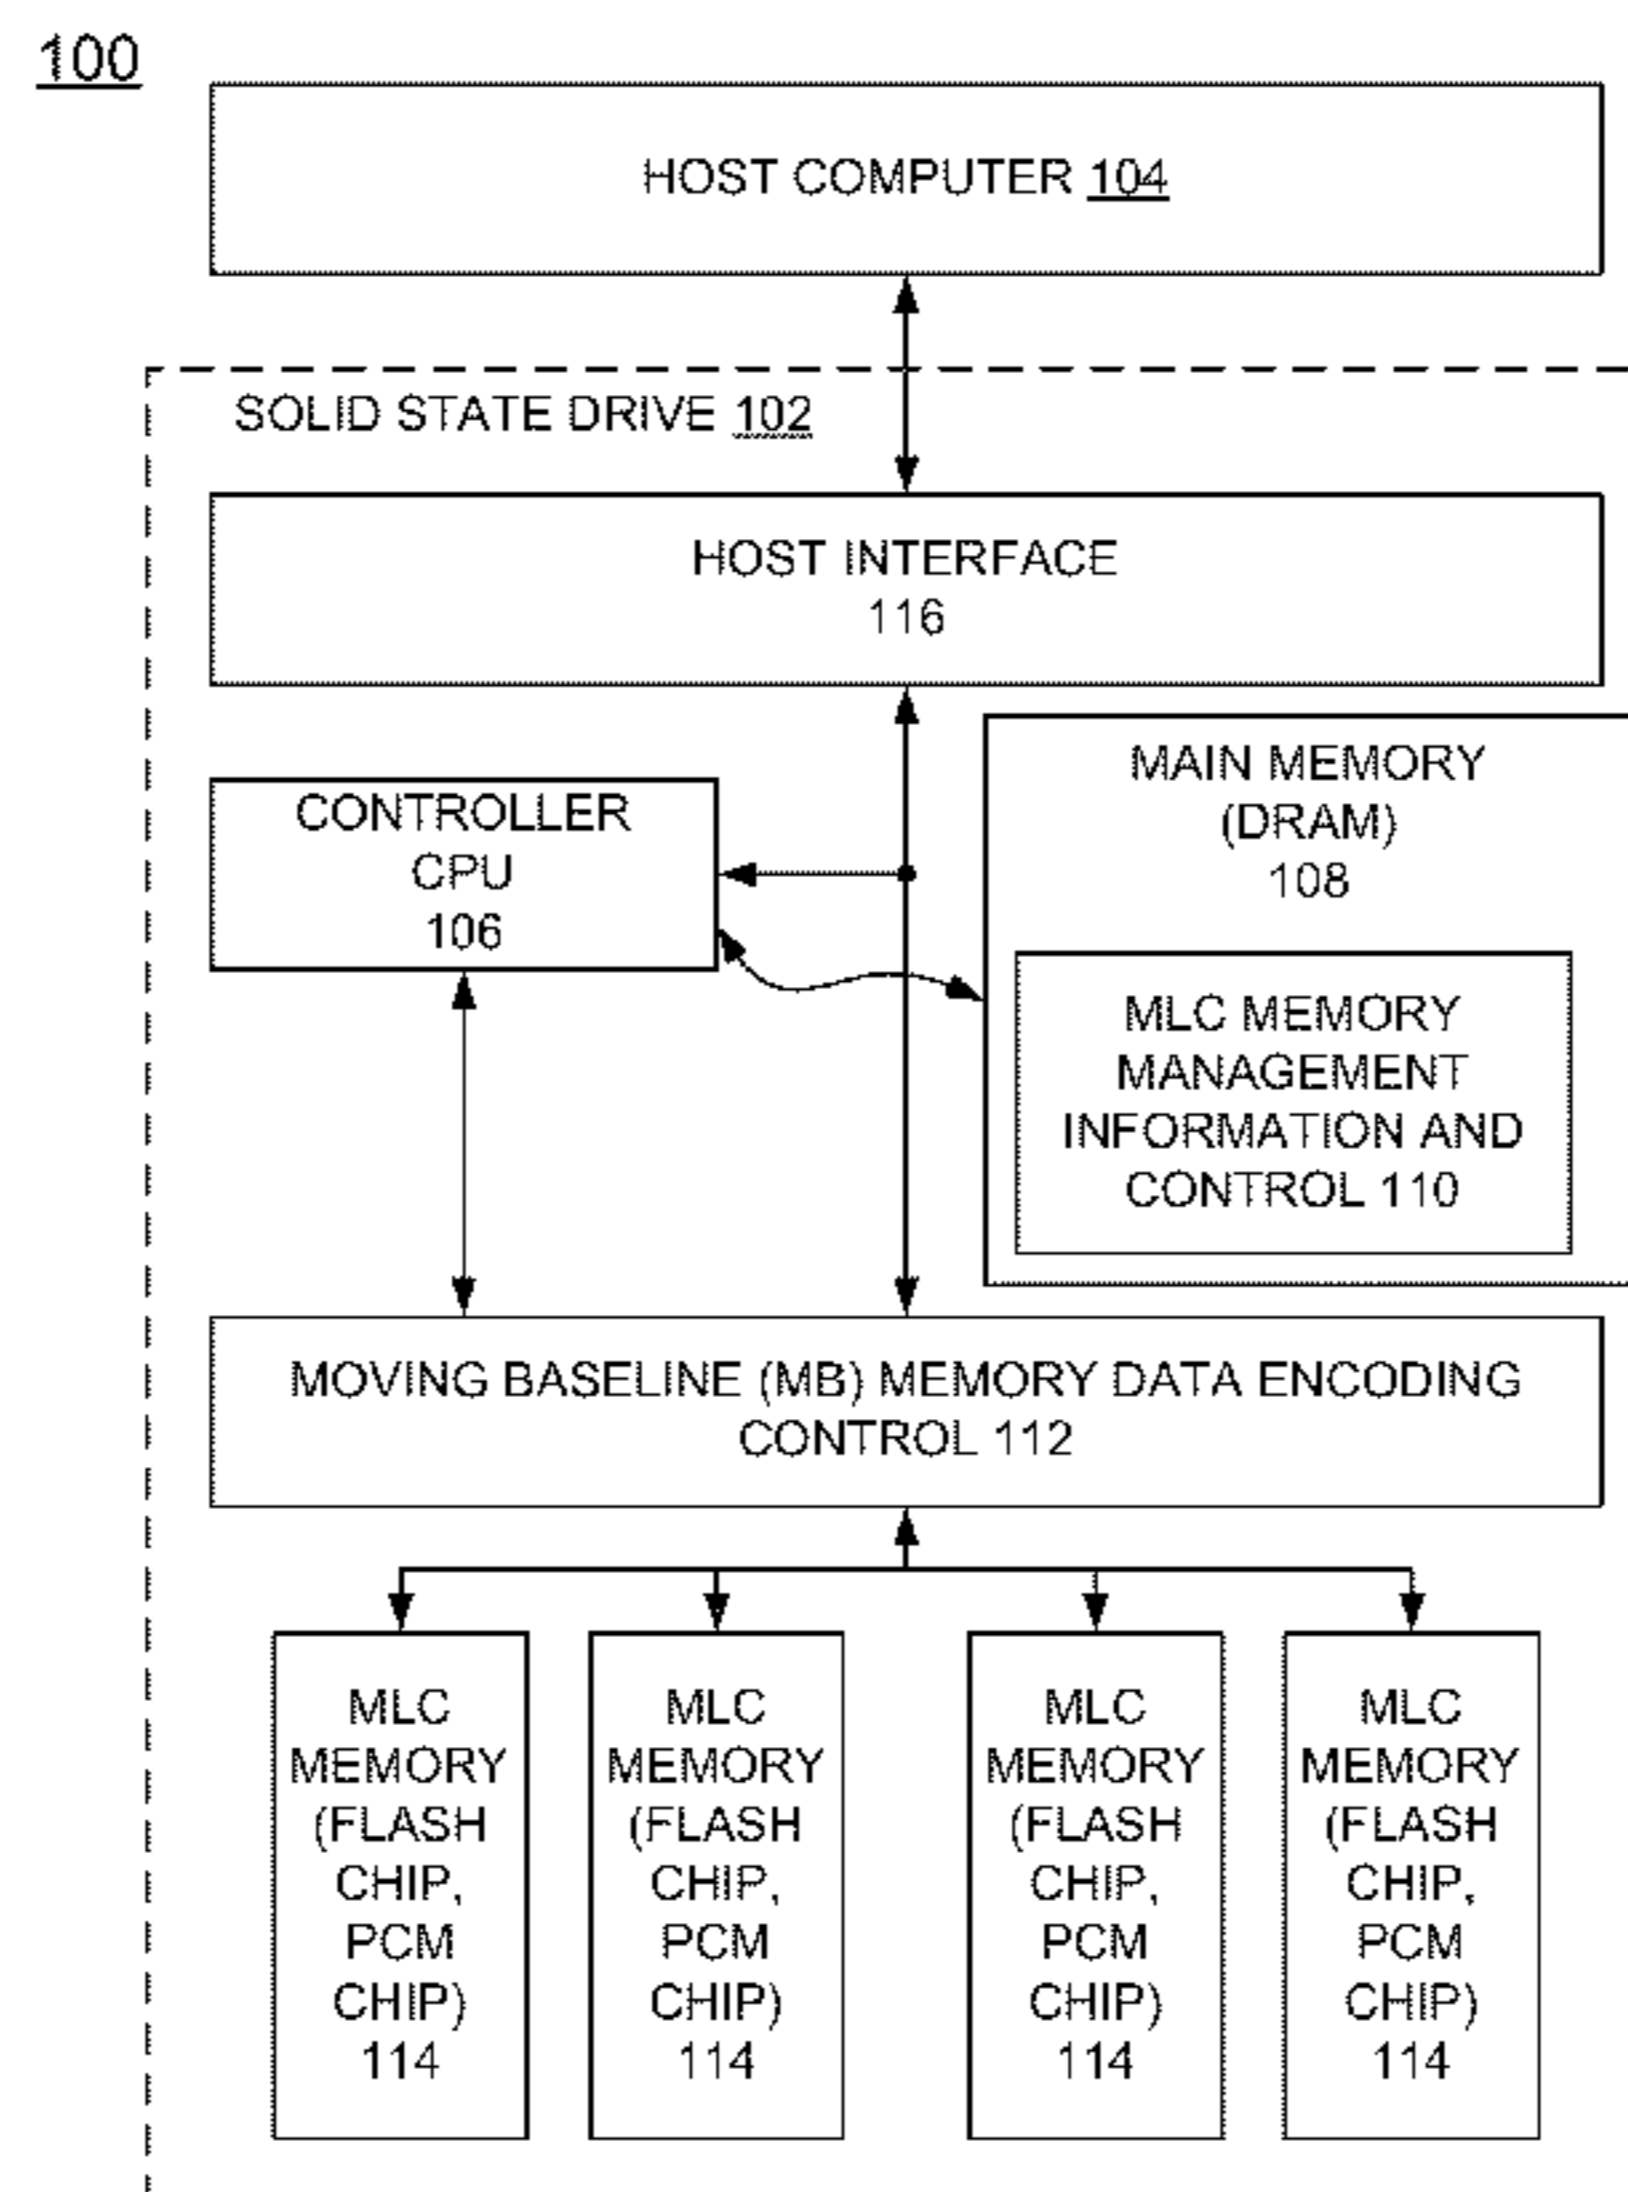 100
HOST COMPUTER 104
SOLID STATE DRIVE 102
HOST INTERFACE
116
MAIN MEMORY
(DRAM)
108
CONTROLLER
CPU
106
MLC MEMORY
MANAGEMENT
INFORMATION AND
CONTROL 110
MOVING BASELINE (MB) MEMORY DATA ENCODING
CONTROL 112
MLC
MEMORY
(FLASH
CHIP,
PCM
CHIP)
114
MLC
MEMORY
(FLASH
CHIP,
PCM
CHIP)
114
MLC
MEMORY
(FLASH
CHIP,
PCM
CHIP)
114
MLC
MEMORY
(FLASH
CHIP,
PCM
CHIP)
114